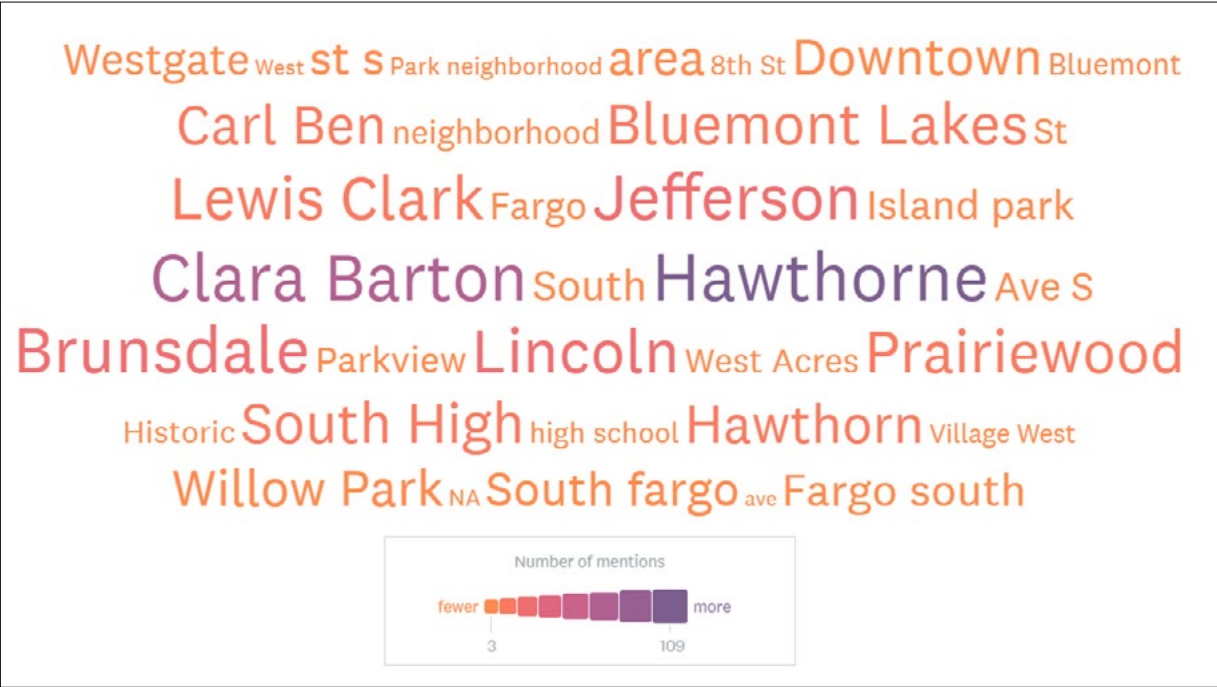 Westgate West st s Park neighborhood area 8th St Downtown Bluemont
Carl Ben neighborhood Bluemont Lakes St
Lewis Clark Fargo Jefferson Island park
Clara Barton South Hawthorne Ave S
Brunsdale Parkview Lincoln West Acres Prairiewood
Historic South High high school Hawthorn Village West
Willow Park NA South fargo ave Fargo south
Number of mentions
fewer more
3 109